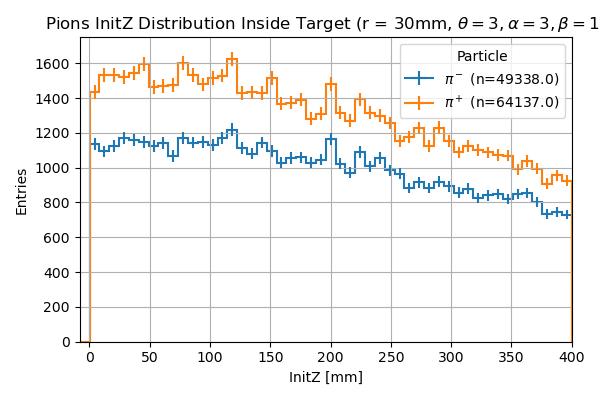 Pions InitZ Distribution Inside Target (r = 30mm, θ = 3, α = 3, β = 1
Particle
π⁻ (n=49338.0)
π⁺ (n=64137.0)
1600
1400
1200
1000
800
600
400
200
0
Entries
0 50 100 150 200 250 300 350 400
InitZ [mm]